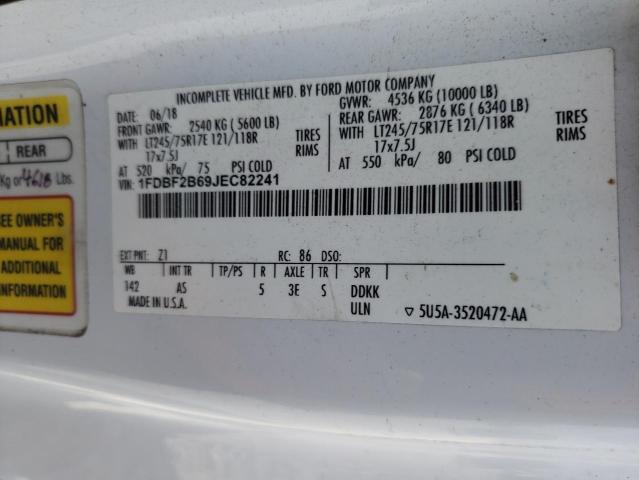 MATION
REAR
Kg or 4618 Lbs.
SEE OWNER'S
MANUAL FOR
ADDITIONAL
INFORMATION
INCOMPLETE VEHICLE MFD. BY FORD MOTOR COMPANY
DATE: 06/18 GVWR: 4536 KG (10000 LB)
FRONT GAWR: 2540 KG ( 5600 LB) REAR GAWR: 2876 KG ( 6340 LB)
WITH LT245/75R17E 121/118R TIRES WITH LT245/75R17E 121/118R TIRES
17x7.5J RIMS 17x7.5J RIMS
AT 520 kPa/ 75 PSI COLD AT 550 kPa/ 80 PSI COLD
VIN: 1FDBF2B69JEC82241
EXT PNT: Z1 RC: 86 DSO:
WB INT TR TP/PS R AXLE TR SPR
142 AS 5 3E S DDKK
MADE IN U.S.A. ULN ▽ 5U5A-3520472-AA